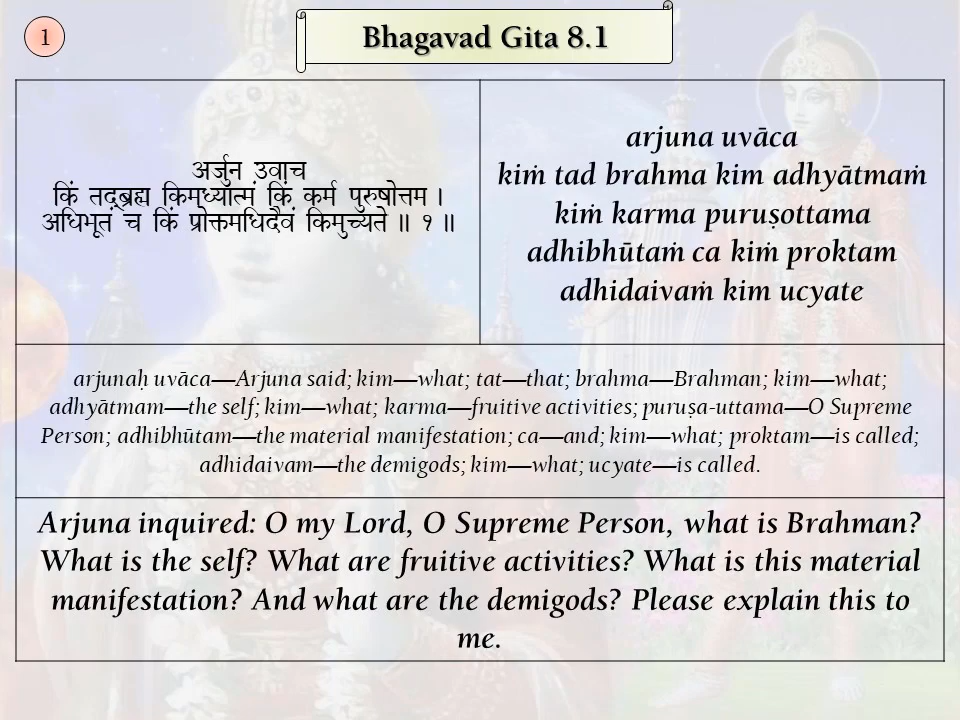 1
Bhagavad Gita 8.1
अर्जुन उवाच
किं तद्ब्रह्म किमध्यात्मं किं कर्म पुरुषोत्तम ।
अधिभूतं च किं प्रोक्तमधिदैवं किमुच्यते ॥ १ ॥
arjuna uvāca
kiṁ tad brahma kim adhyātmaṁ
kiṁ karma puruṣottama
adhibhūtaṁ ca kiṁ proktam
adhidaivaṁ kim ucyate
arjunaḥ uvāca—Arjuna said; kim—what; tat—that; brahma—Brahman; kim—what;
adhyātmam—the self; kim—what; karma—fruitive activities; puruṣa-uttama—O Supreme
Person; adhibhūtam—the material manifestation; ca—and; kim—what; proktam—is called;
adhidaivam—the demigods; kim—what; ucyate—is called.
Arjuna inquired: O my Lord, O Supreme Person, what is Brahman?
What is the self? What are fruitive activities? What is this material
manifestation? And what are the demigods? Please explain this to
me.